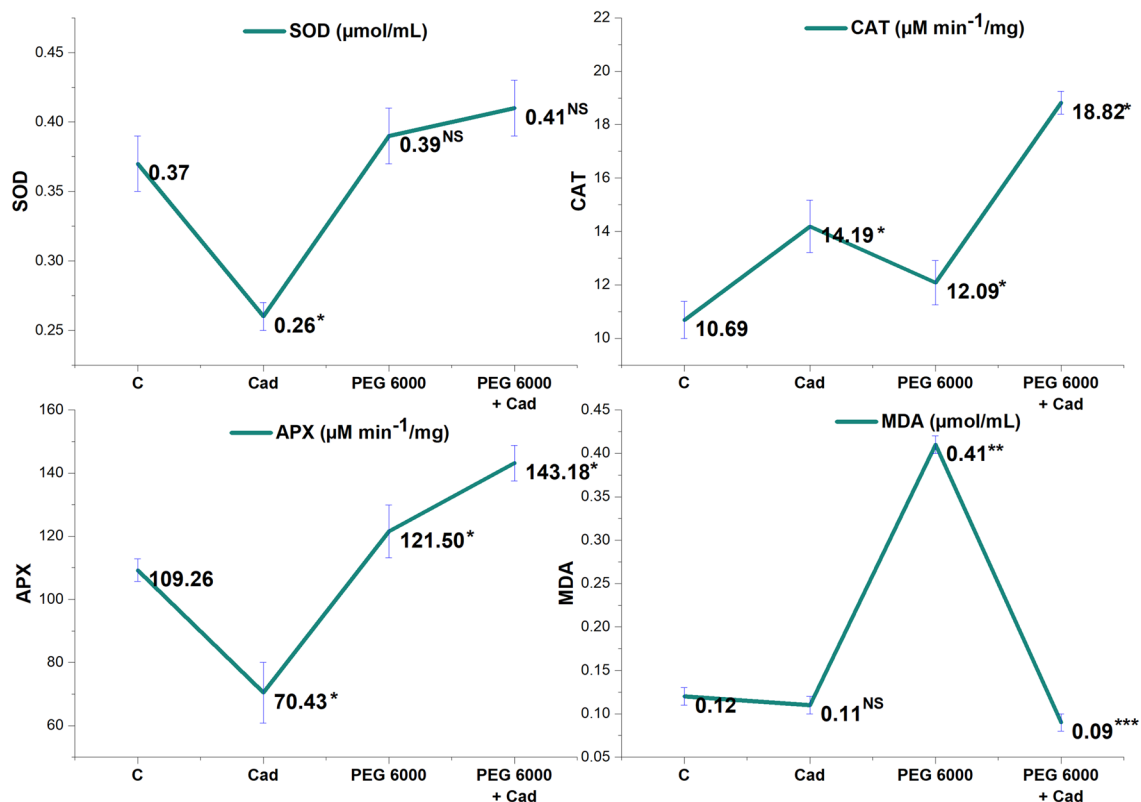 SOD (μmol/mL)
0.45
0.40
0.35
0.30
0.25
SOD
0.37
0.26*
0.39NS
0.41NS
C
Cad
PEG 6000
PEG 6000
+ Cad
CAT (μM min-1/mg)
22
20
18
16
14
12
10
CAT
10.69
14.19*
12.09*
18.82*
C
Cad
PEG 6000
PEG 6000
+ Cad
APX (μM min-1/mg)
160
140
120
100
80
60
APX
109.26
70.43*
121.50*
143.18*
C
Cad
PEG 6000
PEG 6000
+ Cad
MDA (μmol/mL)
0.45
0.40
0.35
0.30
0.25
0.20
0.15
0.10
0.05
MDA
0.12
0.11NS
0.41**
0.09***
C
Cad
PEG 6000
PEG 6000
+ Cad